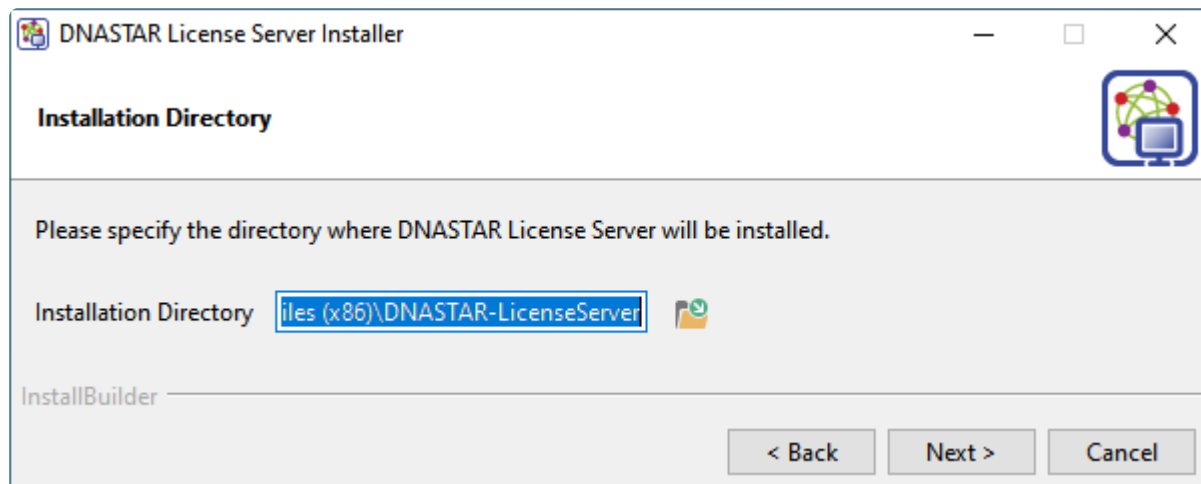 DNASTAR License Server Installer
Installation Directory
Please specify the directory where DNASTAR License Server will be installed.
Installation Directory iles (x86)\DNASTAR-LicenseServer
InstallBuilder
< Back Next > Cancel